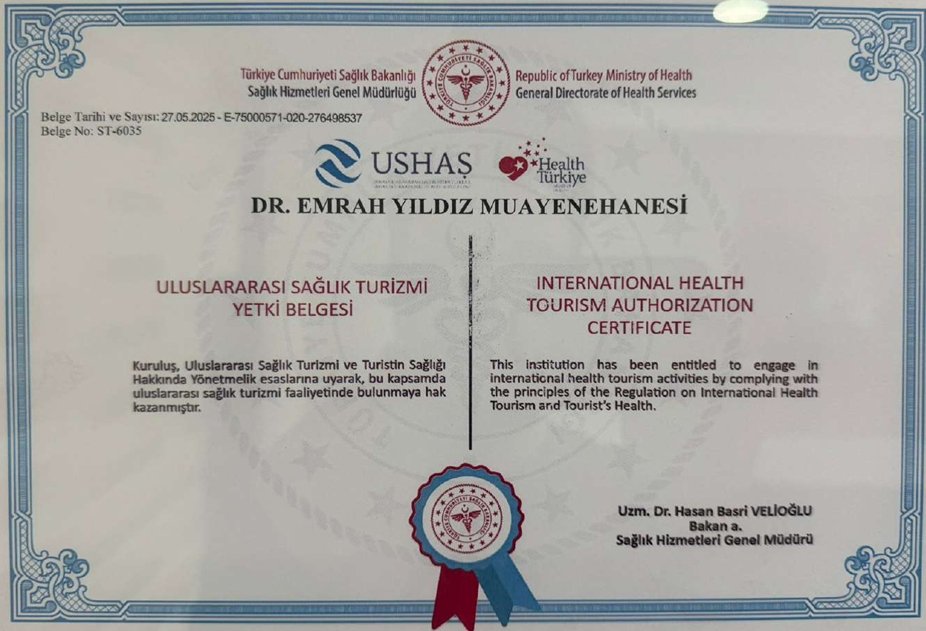 Türkiye Cumhuriyeti Sağlık Bakanlığı
Sağlık Hizmetleri Genel Müdürlüğü
Republic of Turkey Ministry of Health
General Directorate of Health Services
Belge Tarihi ve Sayısı: 27.05.2025 - E-75000571-020-276498537
Belge No: ST-6035
USHAŞ
Health
Türkiye
DR. EMRAH YILDIZ MUAYENEHANESİ
ULUSLARARASI SAĞLIK TURİZMİ
YETKİ BELGESİ
Kuruluş, Uluslararası Sağlık Turizmi ve Turistin Sağlığı
Hakkında Yönetmelik esaslarına uyarak, bu kapsamda
uluslararası sağlık turizmi faaliyetinde bulunmaya hak
kazanmıştır.
INTERNATIONAL HEALTH
TOURISM AUTHORIZATION
CERTIFICATE
This institution has been entitled to engage in
international health tourism activities by complying with
the principles of the Regulation on International Health
Tourism and Tourist's Health.
Uzm. Dr. Hasan Basri VELİOĞLU
Bakan a.
Sağlık Hizmetleri Genel Müdürü